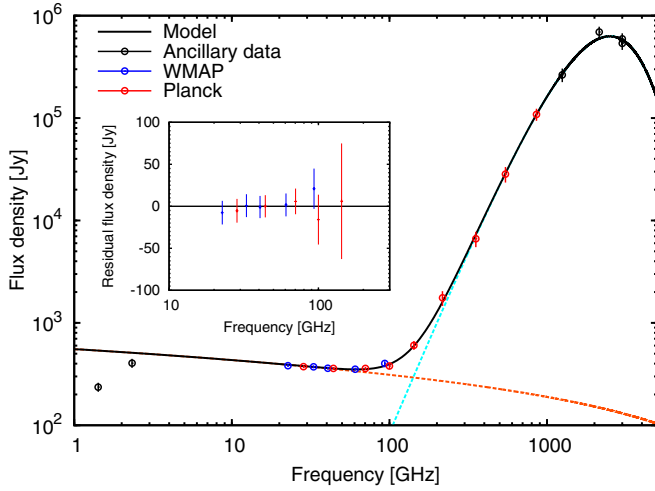 Model
Ancillary data
WMAP
Planck
Flux density [Jy]
10^6
10^5
10^4
10^3
10^2
1
10
100
1000
Frequency [GHz]
Residual flux density [Jy]
100
50
0
-50
-100
10
100
Frequency [GHz]